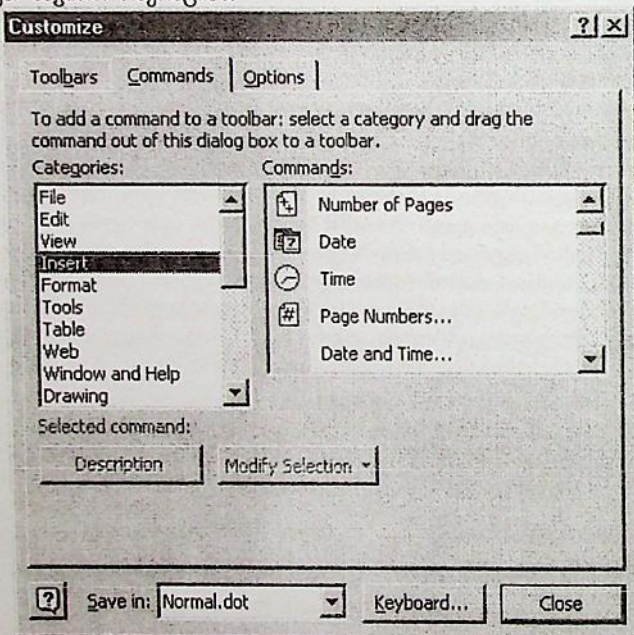 Customize
Toolbars Commands Options
To add a command to a toolbar: select a category and drag the
command out of this dialog box to a toolbar.
Categories: Commands:
File
Edit
View
Insert
Format
Tools
Table
Web
Window and Help
Drawing
Number of Pages
Date
Time
Page Numbers...
Date and Time...
Selected command:
Description Modify Selection
Save in: Normal.dot Keyboard... Close